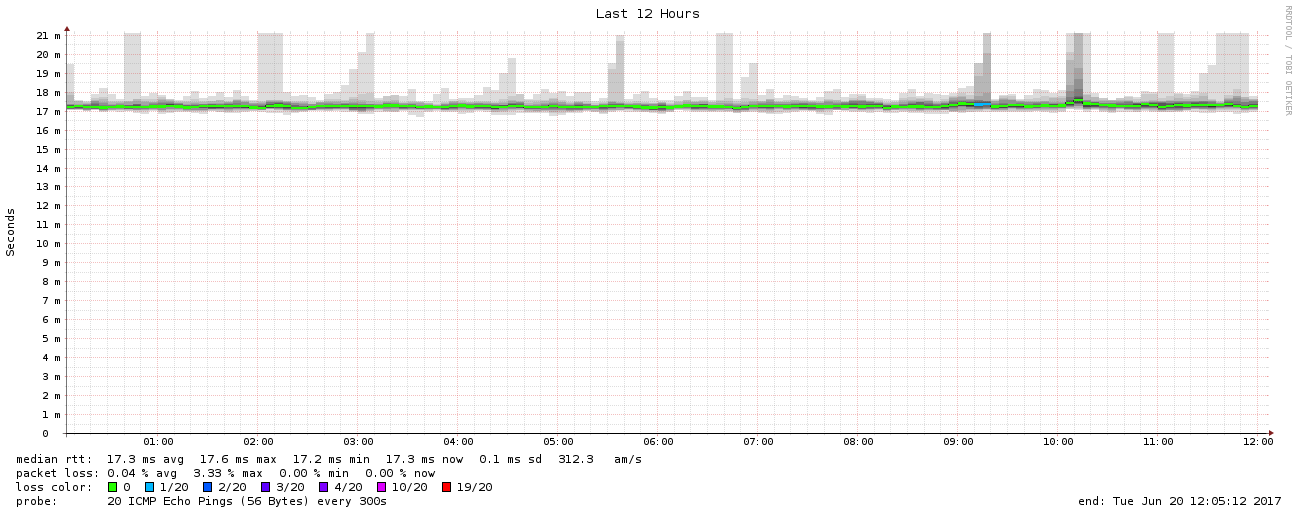 Last 12 Hours
RRDTOOL / TOBI OETIKER
Seconds
21 m
20 m
19 m
18 m
17 m
16 m
15 m
14 m
13 m
12 m
11 m
10 m
9 m
8 m
7 m
6 m
5 m
4 m
3 m
2 m
1 m
0
01:00 02:00 03:00 04:00 05:00 06:00 07:00 08:00 09:00 10:00 11:00 12:00
median rtt: 17.3 ms avg 17.6 ms max 17.2 ms min 17.3 ms now 0.1 ms sd 312.3 am/s
packet loss: 0.04 % avg 3.33 % max 0.00 % min 0.00 % now
loss color: 0 1/20 2/20 3/20 4/20 10/20 19/20
probe: 20 ICMP Echo Pings (56 Bytes) every 300s end: Tue Jun 20 12:05:12 2017